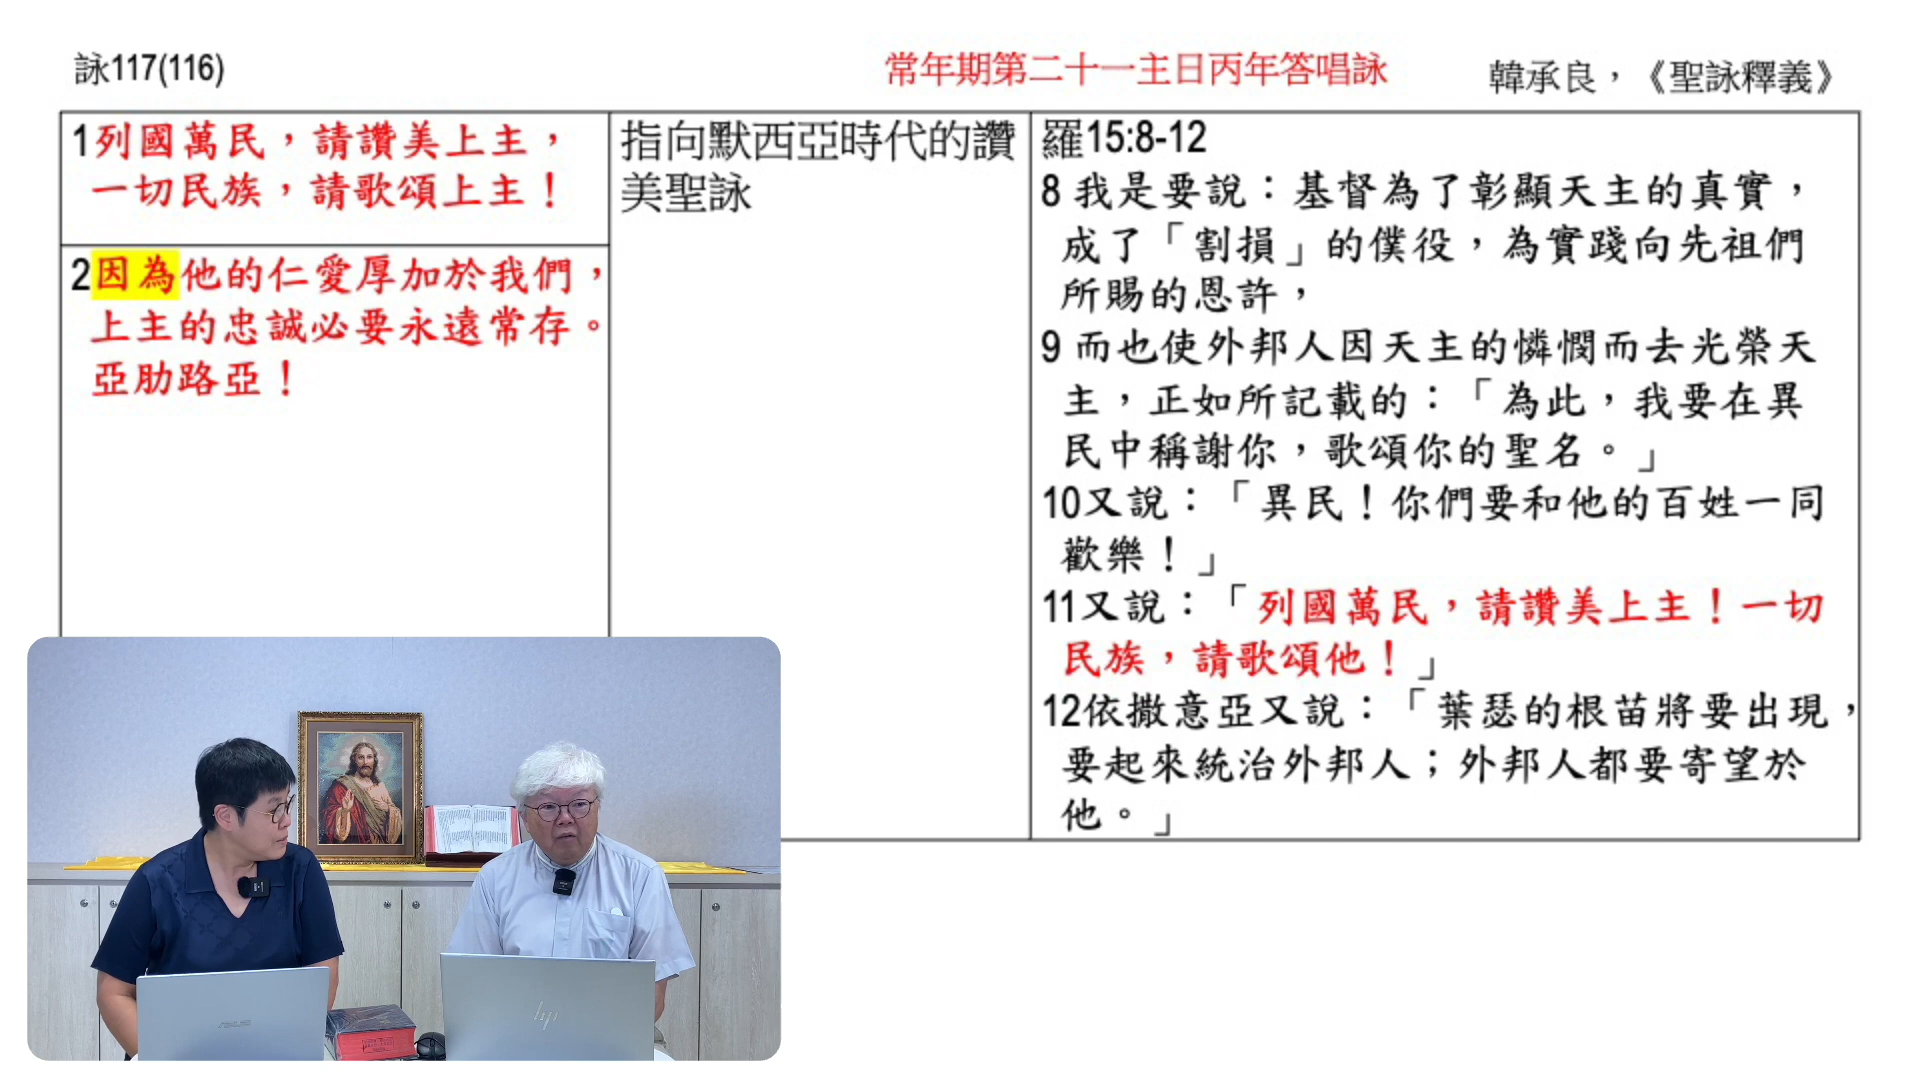 詠117(116)
常年期第二十一主日丙年答唱詠
韓承良，《聖詠釋義》
1列國萬民，請讚美上主，
一切民族，請歌頌上主！
2因為他的仁愛厚加於我們，
上主的忠誠必要永遠常存。
亞肋路亞！
指向默西亞時代的讚
美聖詠
羅15:8-12
8 我是要說：基督為了彰顯天主的真實，
成了「割損」的僕役，為實踐向先祖們
所賜的恩許，
9 而也使外邦人因天主的憐憫而去光榮天
主，正如所記載的：「為此，我要在異
民中稱謝你，歌頌你的聖名。」
10又說：「異民！你們要和他的百姓一同
歡樂！」
11又說：「列國萬民，請讚美上主！一切
民族，請歌頌他！」
12依撒意亞又說：「葉瑟的根苗將要出現，
要起來統治外邦人；外邦人都要寄望於
他。」
ASUS
hp